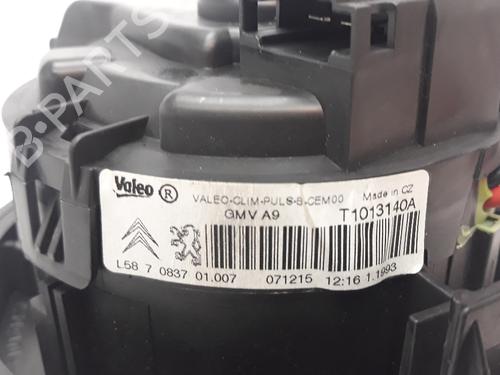 B-PARTS
Valeo ® VALEO-CLIM-PULS-B-CEM00 Made in CZ
GMV A9 T1013140A
L58 7 0837 01.007 071215 12:16 1.1993